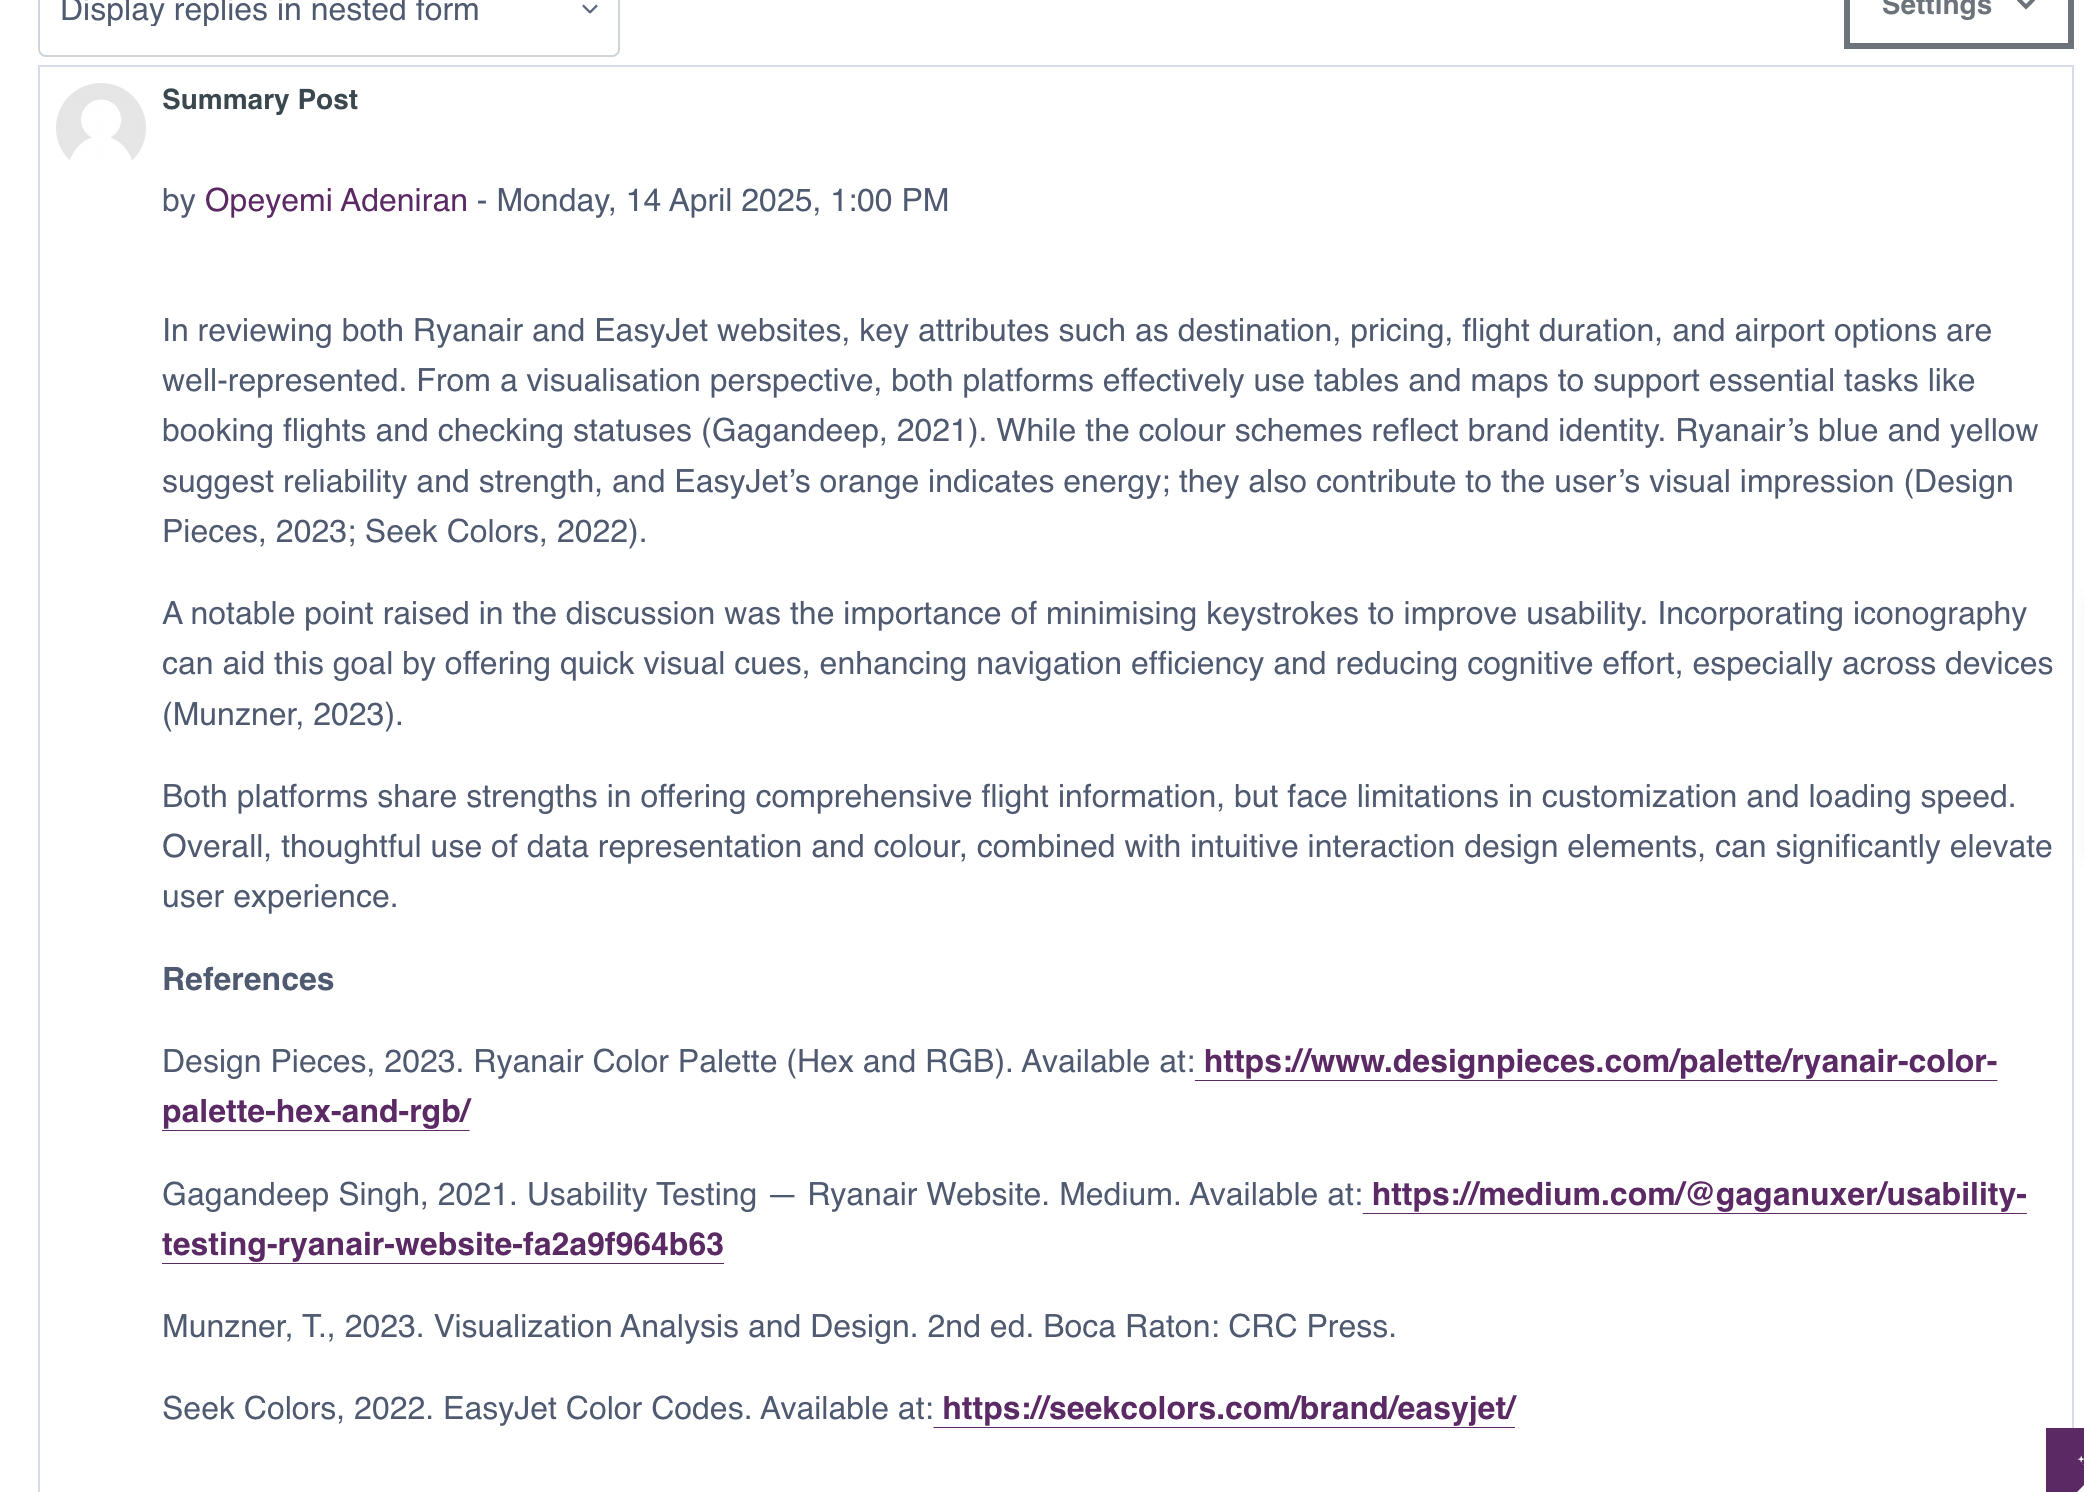 Display replies in nested form
Settings
Summary Post
by Opeyemi Adeniran - Monday, 14 April 2025, 1:00 PM
In reviewing both Ryanair and EasyJet websites, key attributes such as destination, pricing, flight duration, and airport options are
well-represented. From a visualisation perspective, both platforms effectively use tables and maps to support essential tasks like
booking flights and checking statuses (Gagandeep, 2021). While the colour schemes reflect brand identity. Ryanair’s blue and yellow
suggest reliability and strength, and EasyJet’s orange indicates energy; they also contribute to the user’s visual impression (Design
Pieces, 2023; Seek Colors, 2022).
A notable point raised in the discussion was the importance of minimising keystrokes to improve usability. Incorporating iconography
can aid this goal by offering quick visual cues, enhancing navigation efficiency and reducing cognitive effort, especially across devices
(Munzner, 2023).
Both platforms share strengths in offering comprehensive flight information, but face limitations in customization and loading speed.
Overall, thoughtful use of data representation and colour, combined with intuitive interaction design elements, can significantly elevate
user experience.
References
Design Pieces, 2023. Ryanair Color Palette (Hex and RGB). Available at: https://www.designpieces.com/palette/ryanair-color-
palette-hex-and-rgb/
Gagandeep Singh, 2021. Usability Testing — Ryanair Website. Medium. Available at: https://medium.com/@gaganuxer/usability-
testing-ryanair-website-fa2a9f964b63
Munzner, T., 2023. Visualization Analysis and Design. 2nd ed. Boca Raton: CRC Press.
Seek Colors, 2022. EasyJet Color Codes. Available at: https://seekcolors.com/brand/easyjet/